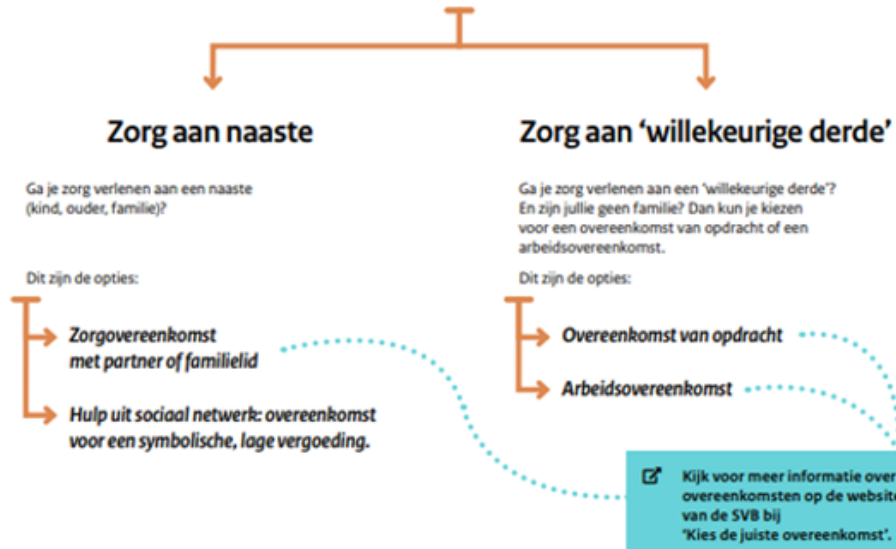 Zorg aan naaste
Ga je zorg verlenen aan een naaste
(kind, ouder, familie)?
Dit zijn de opties:
Zorgovereenkomst
met partner of familielid
Hulp uit sociaal netwerk: overeenkomst
voor een symbolische, lage vergoeding.
Zorg aan ‘willekeurige derde’
Ga je zorg verlenen aan een ‘willekeurige derde’?
En zijn jullie geen familie? Dan kun je kiezen
voor een overeenkomst van opdracht of een
arbeidsovereenkomst.
Dit zijn de opties:
Overeenkomst van opdracht
Arbeidsovereenkomst
Kijk voor meer informatie over
overeenkomsten op de website
van de SVB bij
‘Kies de juiste overeenkomst’.